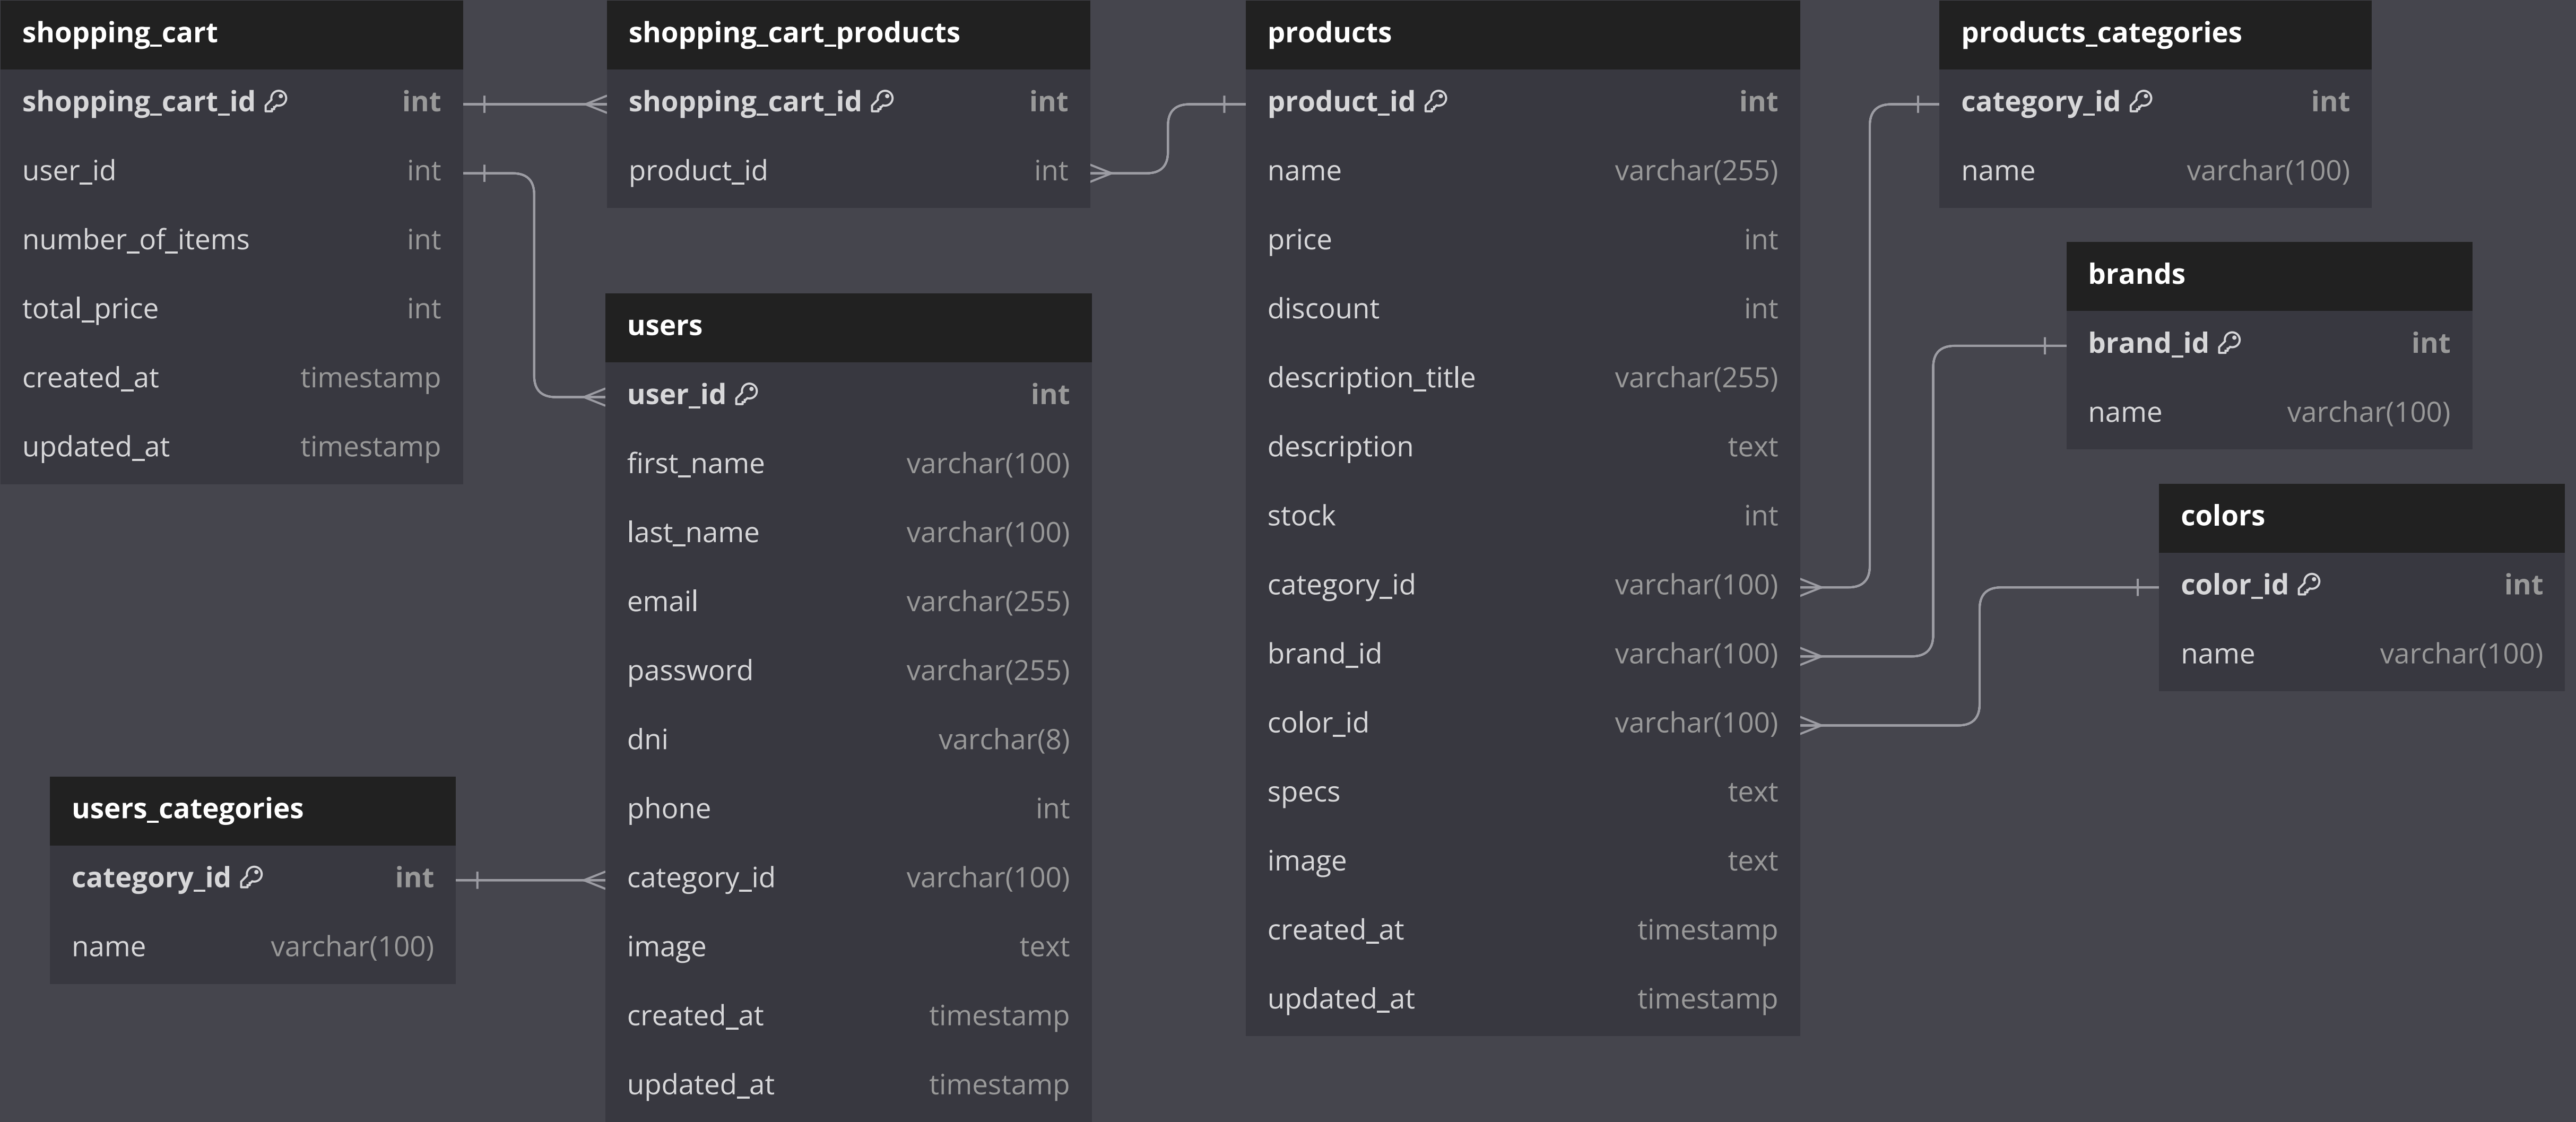 shopping_cart
shopping_cart_id int
user_id int
number_of_items int
total_price int
created_at timestamp
updated_at timestamp
shopping_cart_products
shopping_cart_id int
product_id int
users
user_id int
first_name varchar(100)
last_name varchar(100)
email varchar(255)
password varchar(255)
dni varchar(8)
phone int
category_id varchar(100)
image text
created_at timestamp
updated_at timestamp
users_categories
category_id int
name varchar(100)
products
product_id int
name varchar(255)
price int
discount int
description_title varchar(255)
description text
stock int
category_id varchar(100)
brand_id varchar(100)
color_id varchar(100)
specs text
image text
created_at timestamp
updated_at timestamp
products_categories
category_id int
name varchar(100)
brands
brand_id int
name varchar(100)
colors
color_id int
name varchar(100)